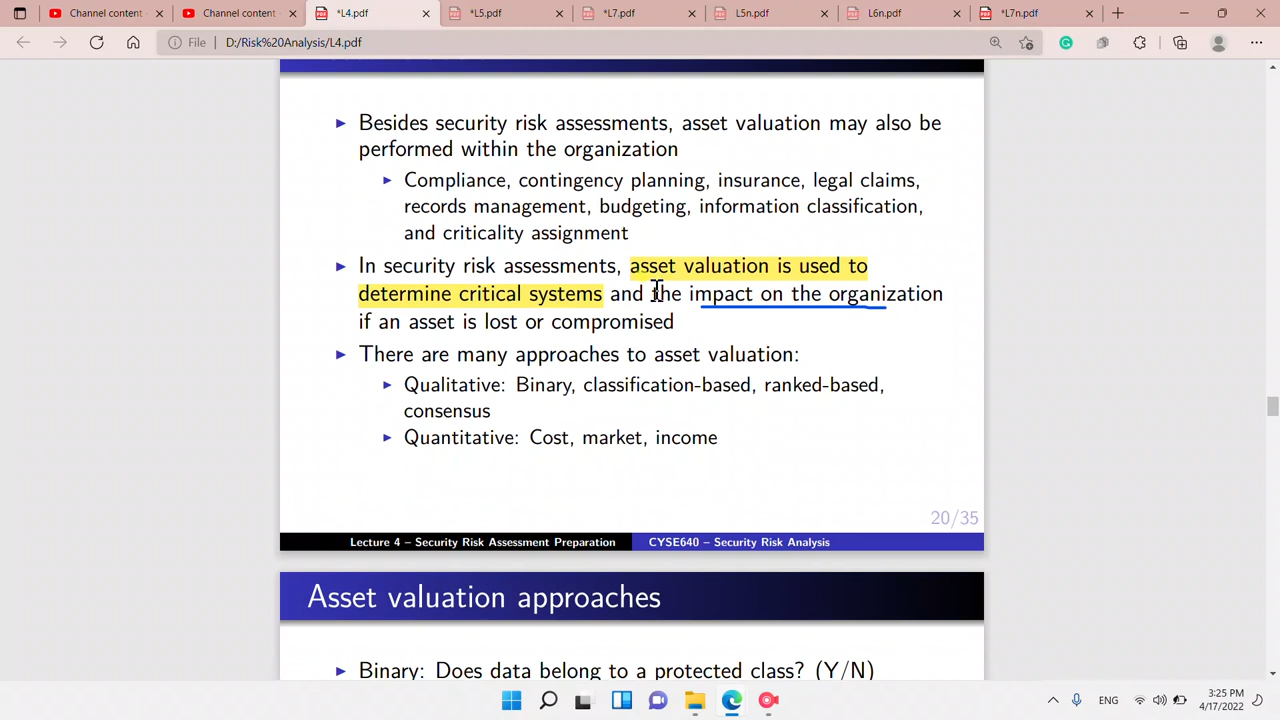 Channel content
Channel content
*L4.pdf
*L5.pdf
*L7.pdf
L5n.pdf
L6n.pdf
*L7n.pdf
File
D:/Risk%20Analysis/L4.pdf
Besides security risk assessments, asset valuation may also be
performed within the organization
Compliance, contingency planning, insurance, legal claims,
records management, budgeting, information classification,
and criticality assignment
In security risk assessments, asset valuation is used to
determine critical systems and the impact on the organization
if an asset is lost or compromised
There are many approaches to asset valuation:
Qualitative: Binary, classification-based, ranked-based,
consensus
Quantitative: Cost, market, income
20/35
Lecture 4 – Security Risk Assessment Preparation
CYSE640 – Security Risk Analysis
Asset valuation approaches
Binary: Does data belong to a protected class? (Y/N)
ENG
3:25 PM
4/17/2022